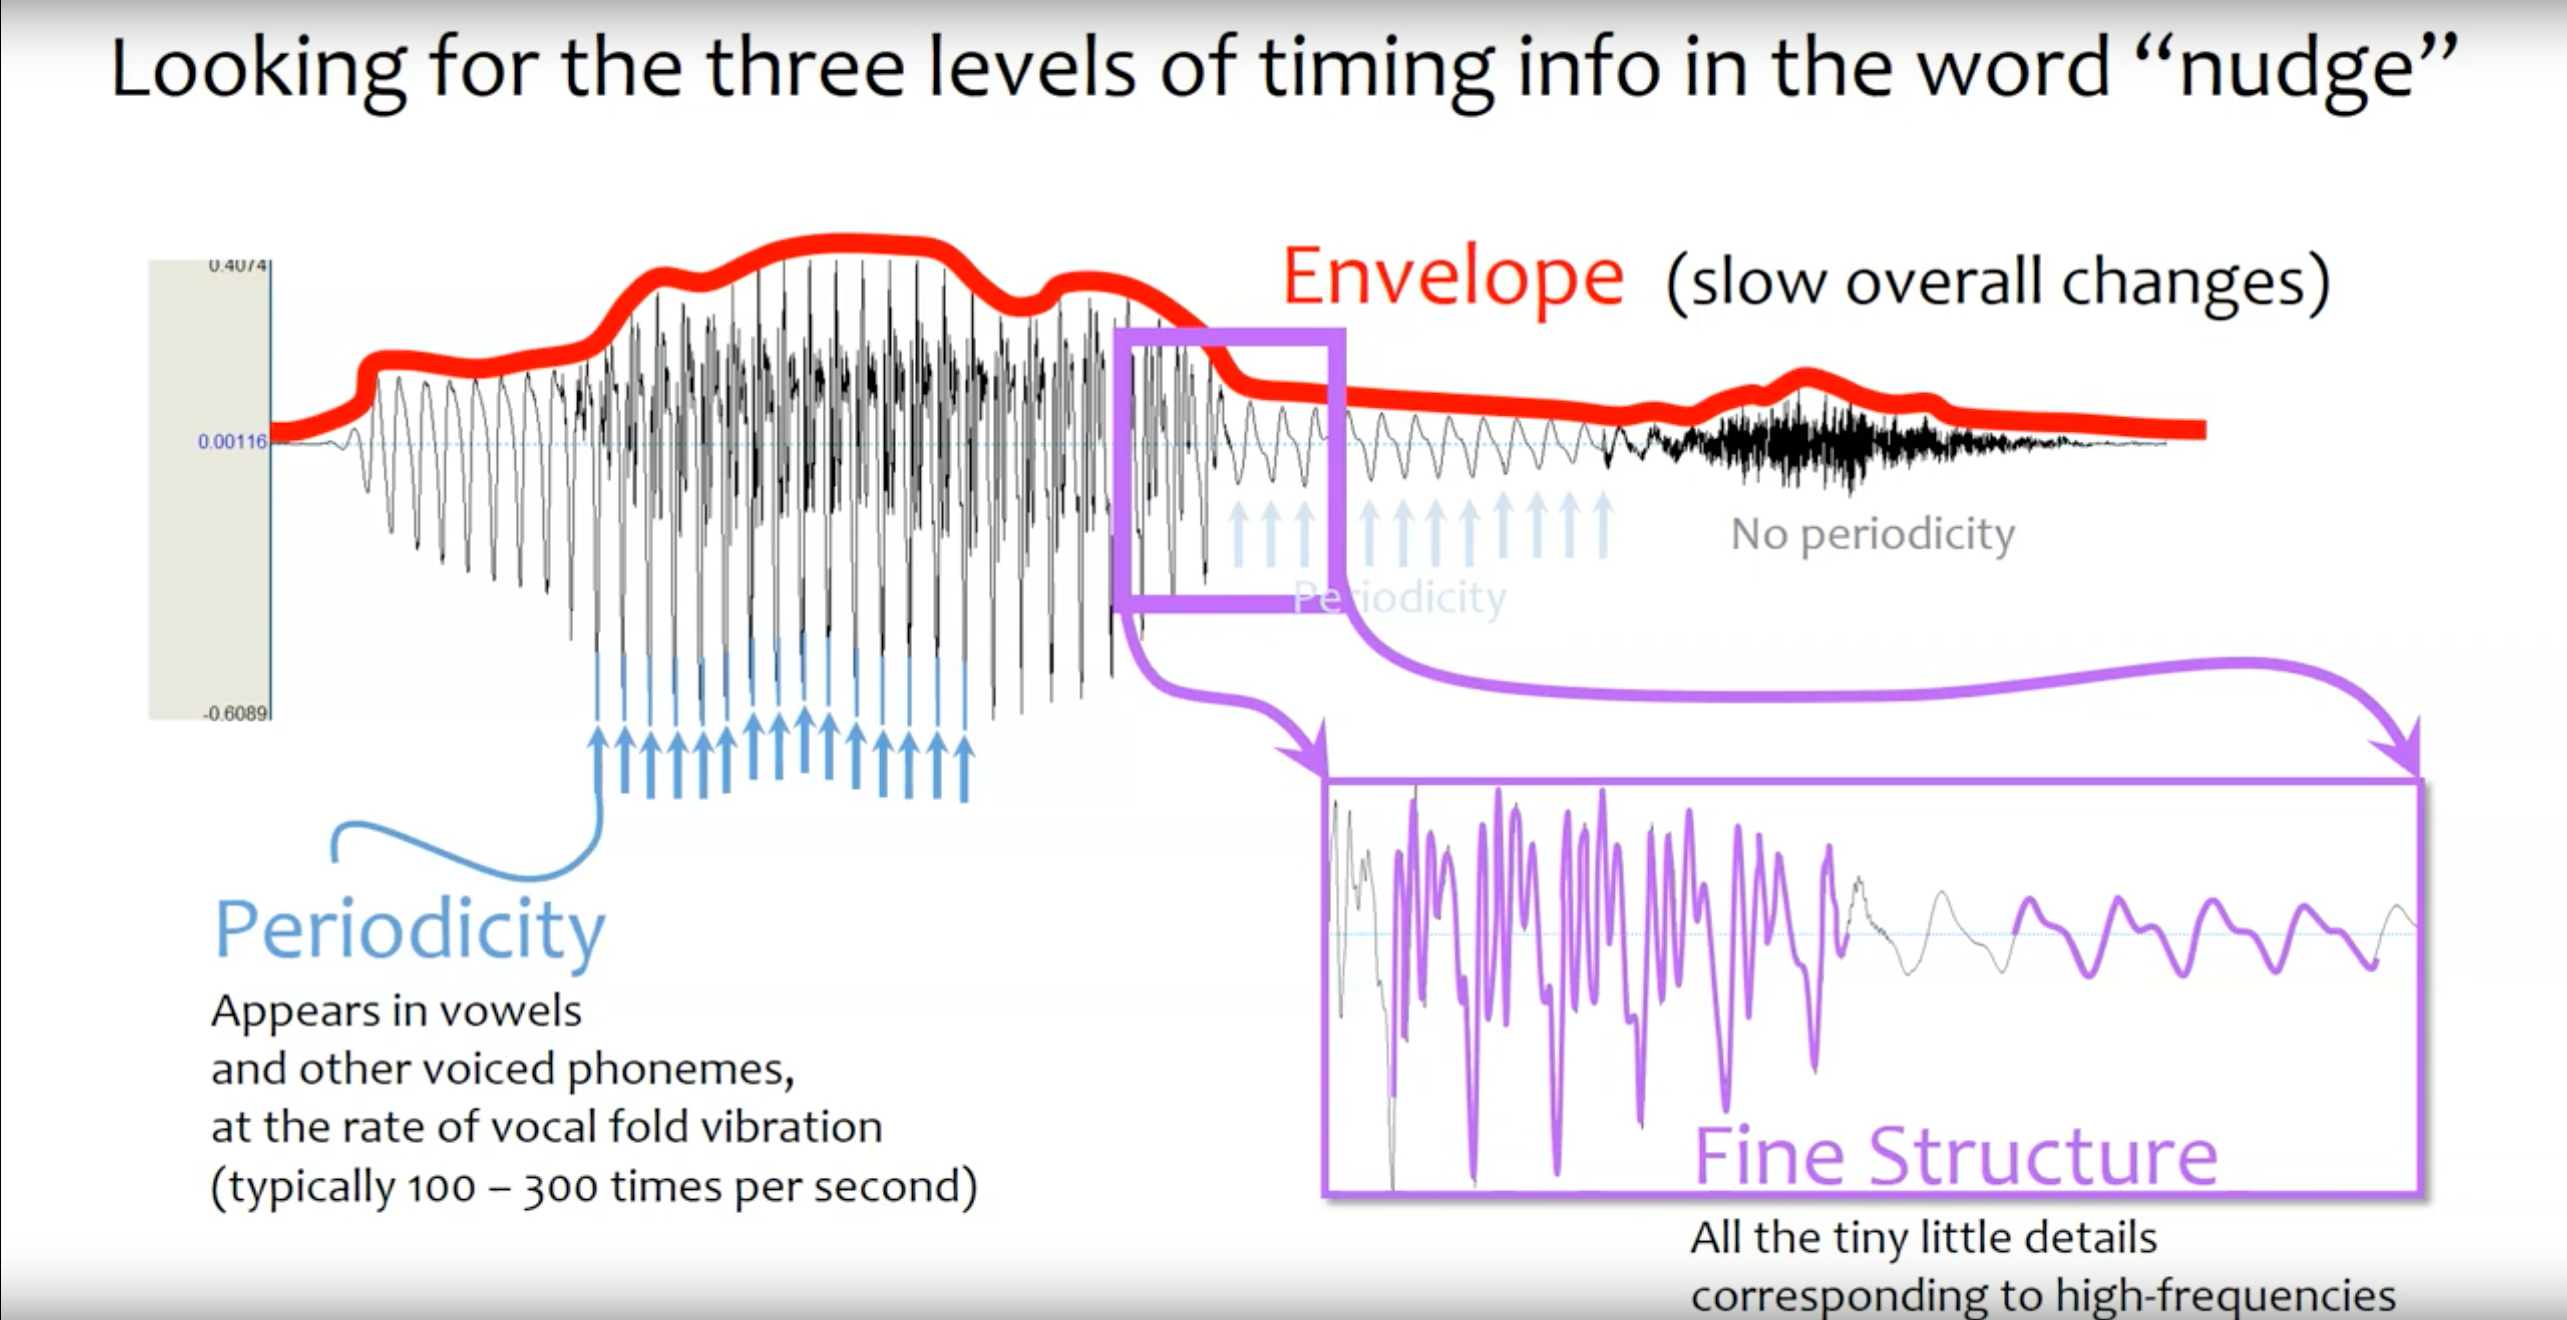 Looking for the three levels of timing info in the word “nudge”
Envelope (slow overall changes)
0.4074
0.00116
-0.6089
No periodicity
Periodicity
Periodicity
Appears in vowels
and other voiced phonemes,
at the rate of vocal fold vibration
(typically 100 – 300 times per second)
Fine Structure
All the tiny little details
corresponding to high-frequencies